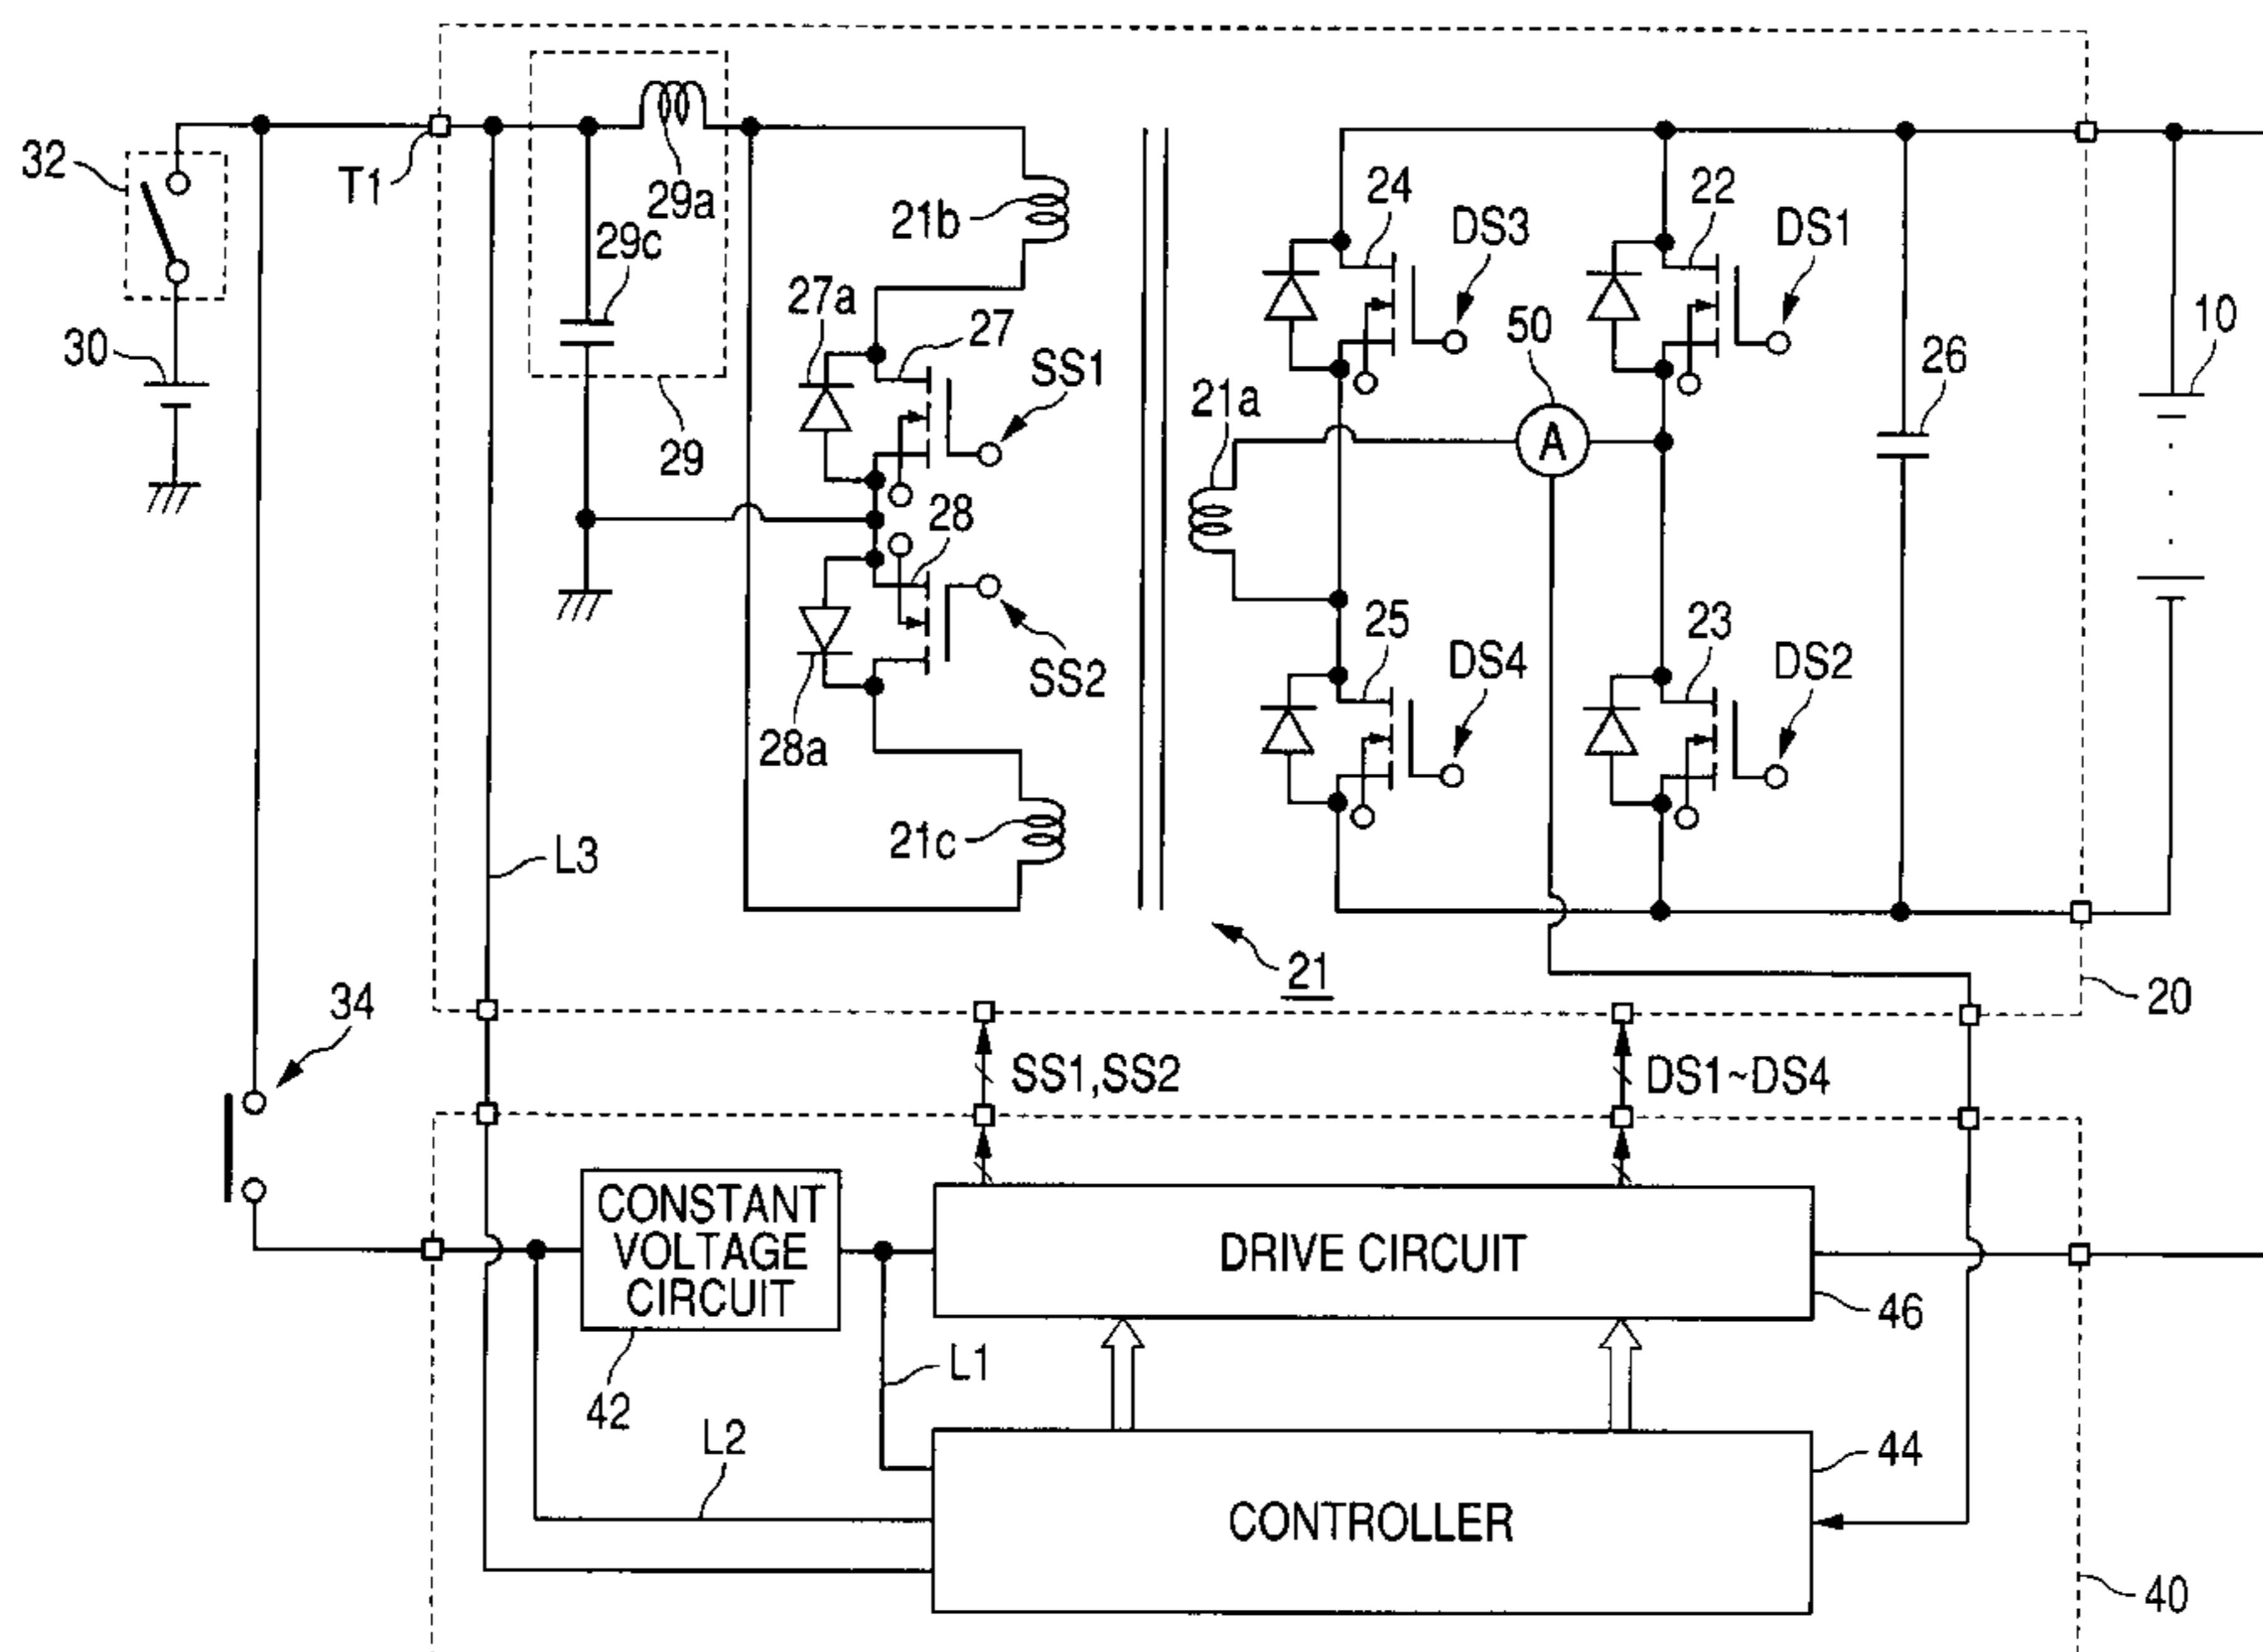 32
T1
29a
21b
24
DS3
22
DS1
29c
27a
27
50
10
30
SS1
26
21a
29
28
25
DS4
23
DS2
SS2
28a
21c
L3
34
21
20
SS1,SS2
DS1~DS4
CONSTANT
VOLTAGE
CIRCUIT
A
DRIVE CIRCUIT
46
L1
42
L2
44
CONTROLLER
40